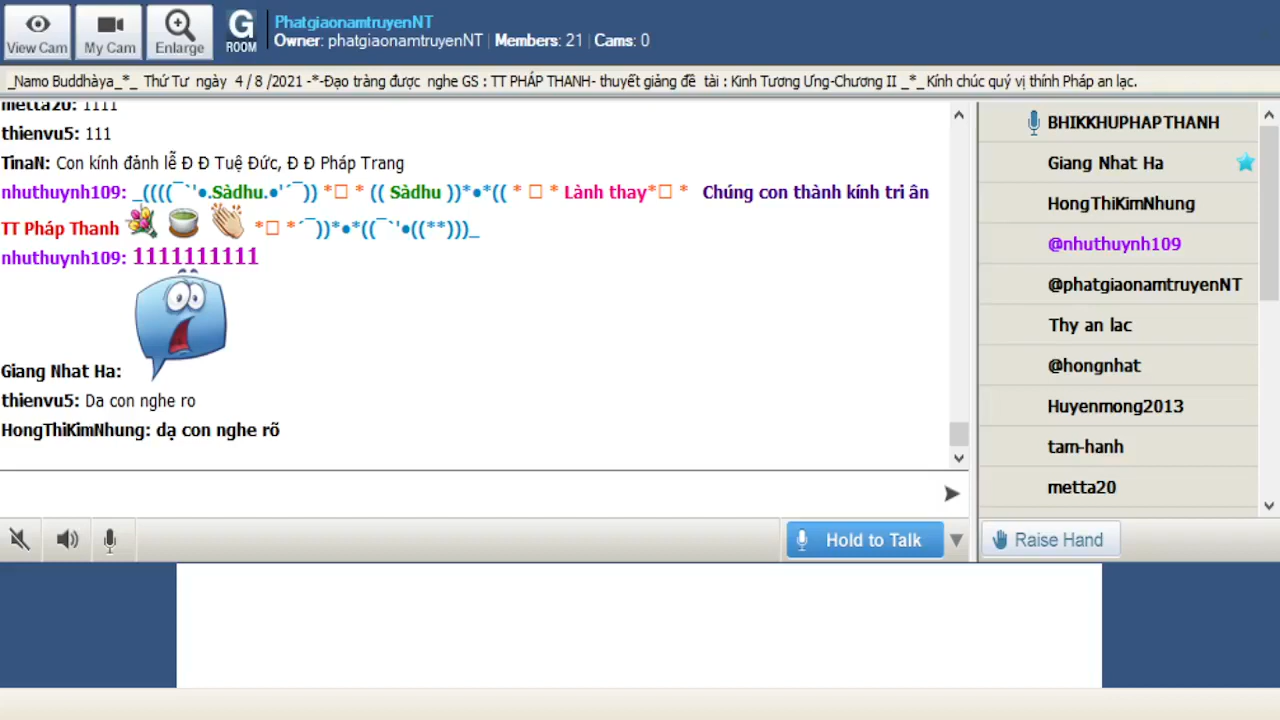 View Cam
My Cam
Enlarge
G
ROOM
PhatgiaonamtruyenNT
Owner: phatgiaonamtruyenNT | Members: 21 | Cams: 0
_Namo Buddhàya_*_ Thứ Tư ngày 4 / 8 /2021 -*-Đạo tràng được nghe GS : TT PHÁP THANH- thuyết giảng đề tài : Kinh Tương Ưng-Chương II _*_ Kính chúc quý vị thính Pháp an lạc.
metta20: 1111
thienvu5: 111
TinaN: Con kính đảnh lễ Đ Đ Tuệ Đức, Đ Đ Pháp Trang
nhuthuynh109: _((((¯`'●.Sàdhu.●'´¯)) *□ * (( Sàdhu ))*●*(( * □ * Lành thay*□ * Chúng con thành kính tri ân
TT Pháp Thanh *□ *´¯))*●*((¯`'●((**)))_
nhuthuynh109: 1111111111
Giang Nhat Ha:
thienvu5: Da con nghe ro
HongThiKimNhung: dạ con nghe rõ
Hold to Talk
BHIKKHUPHAPTHANH
Giang Nhat Ha
HongThiKimNhung
@nhuthuynh109
@phatgiaonamtruyenNT
Thy an lac
@hongnhat
Huyenmong2013
tam-hanh
metta20
Raise Hand